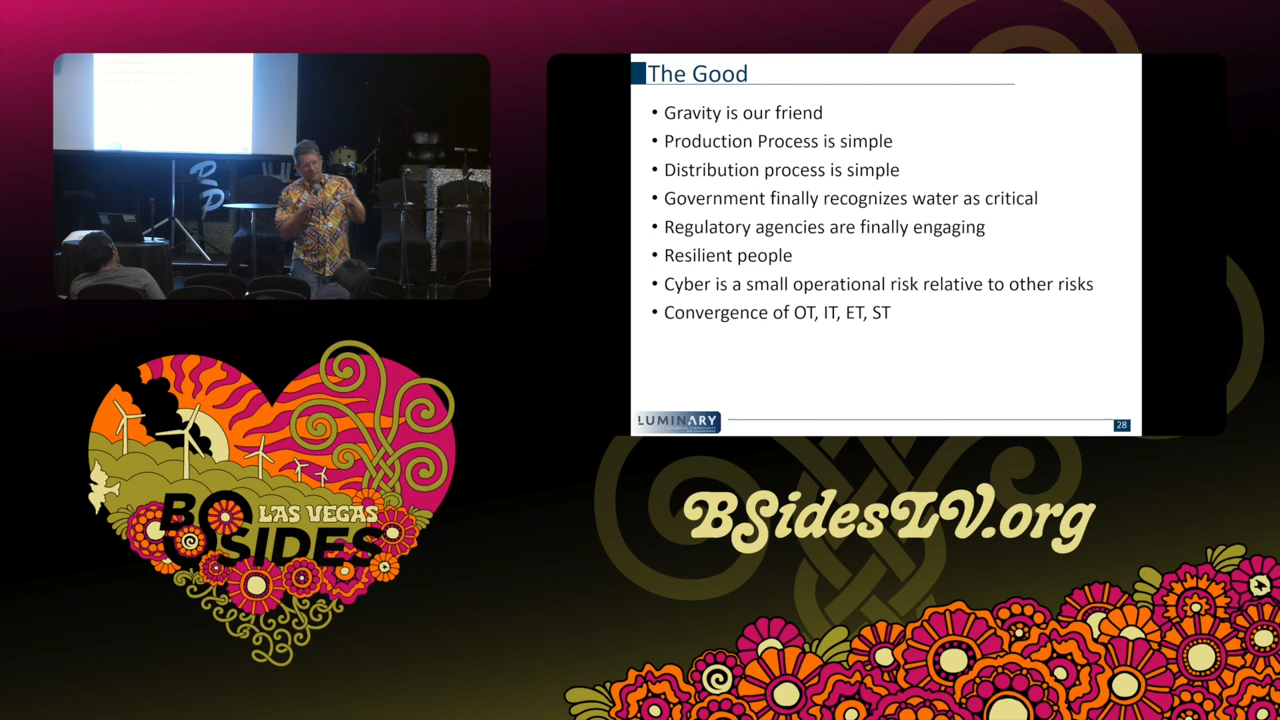 The Good
• Gravity is our friend
• Production Process is simple
• Distribution process is simple
• Government finally recognizes water as critical
• Regulatory agencies are finally engaging
• Resilient people
• Cyber is a small operational risk relative to other risks
• Convergence of OT, IT, ET, ST
LUMINARY
28
BSidesLV.org
LAS VEGAS
BSIDES